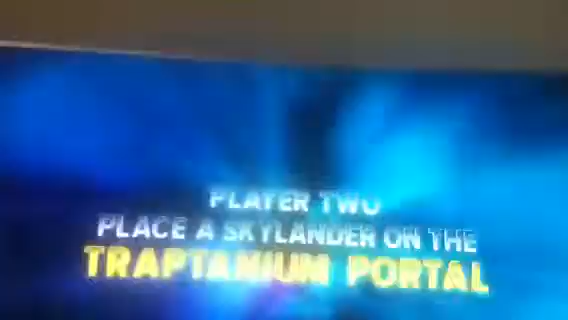 PLAYER TWO
PLACE A SKYLANDER ON THE
TRAPTANIUM PORTAL